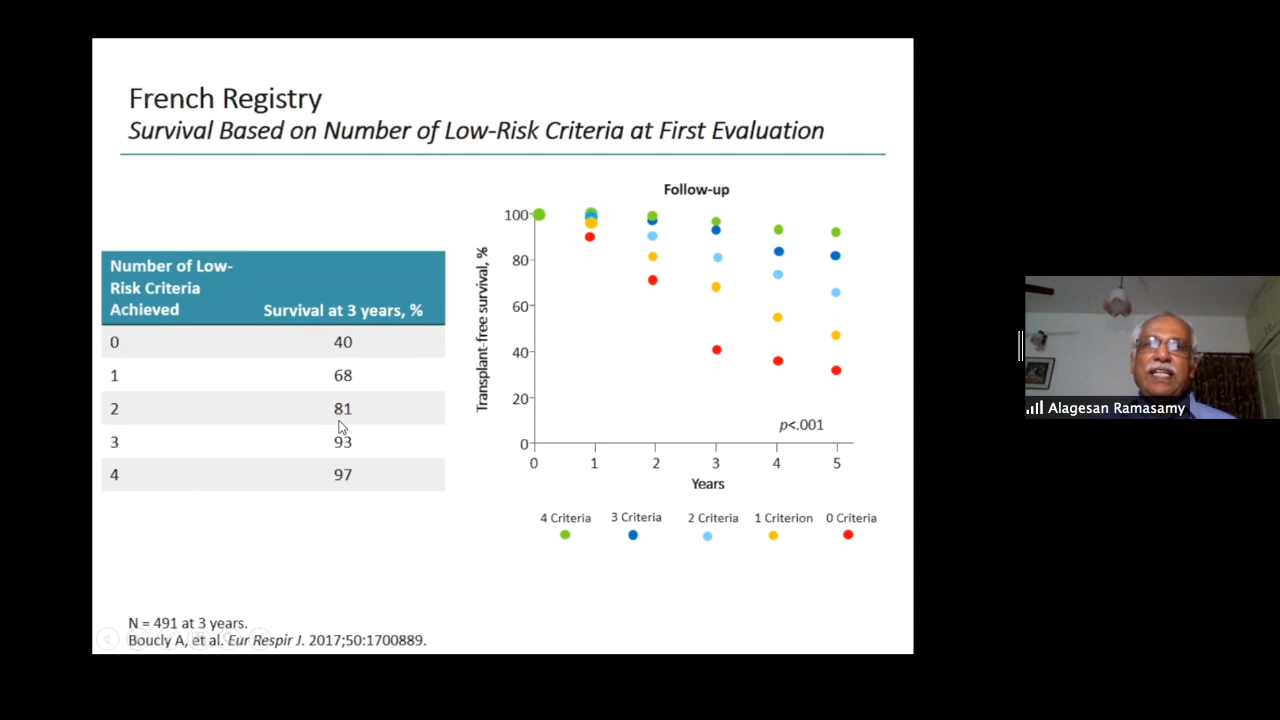 French Registry
Survival Based on Number of Low-Risk Criteria at First Evaluation
Number of Low-
Risk Criteria
Achieved
Survival at 3 years, %
0 40
1 68
2 81
3 93
4 97
Follow-up
Transplant-free survival, %
100
80
60
40
20
0
p<.001
0 1 2 3 4 5
Years
4 Criteria 3 Criteria 2 Criteria 1 Criterion 0 Criteria
N = 491 at 3 years.
Boucly A, et al. Eur Respir J. 2017;50:1700889.
Alagesan Ramasamy